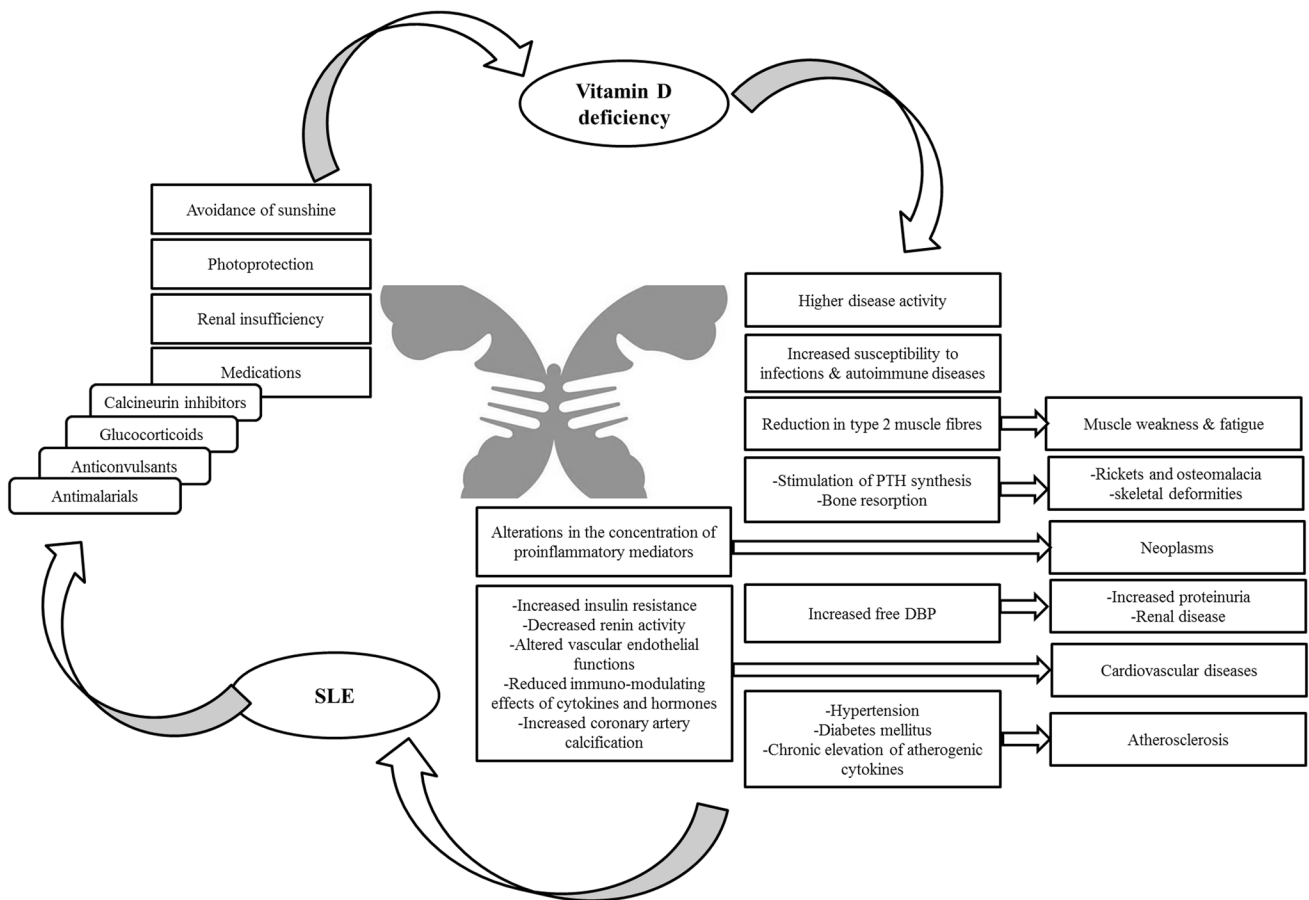 Vitamin D
deficiency
Avoidance of sunshine
Photoprotection
Renal insufficiency
Medications
Calcineurin inhibitors
Glucocorticoids
Anticonvulsants
Antimalarials
SLE
Higher disease activity
Increased susceptibility to
infections & autoimmune diseases
Reduction in type 2 muscle fibres
Muscle weakness & fatigue
-Stimulation of PTH synthesis
-Bone resorption
-Rickets and osteomalacia
-skeletal deformities
Alterations in the concentration of
proinflammatory mediators
Neoplasms
Increased free DBP
-Increased proteinuria
-Renal disease
-Increased insulin resistance
-Decreased renin activity
-Altered vascular endothelial
functions
-Reduced immuno-modulating
effects of cytokines and hormones
-Increased coronary artery
calcification
Cardiovascular diseases
-Hypertension
-Diabetes mellitus
-Chronic elevation of atherogenic
cytokines
Atherosclerosis